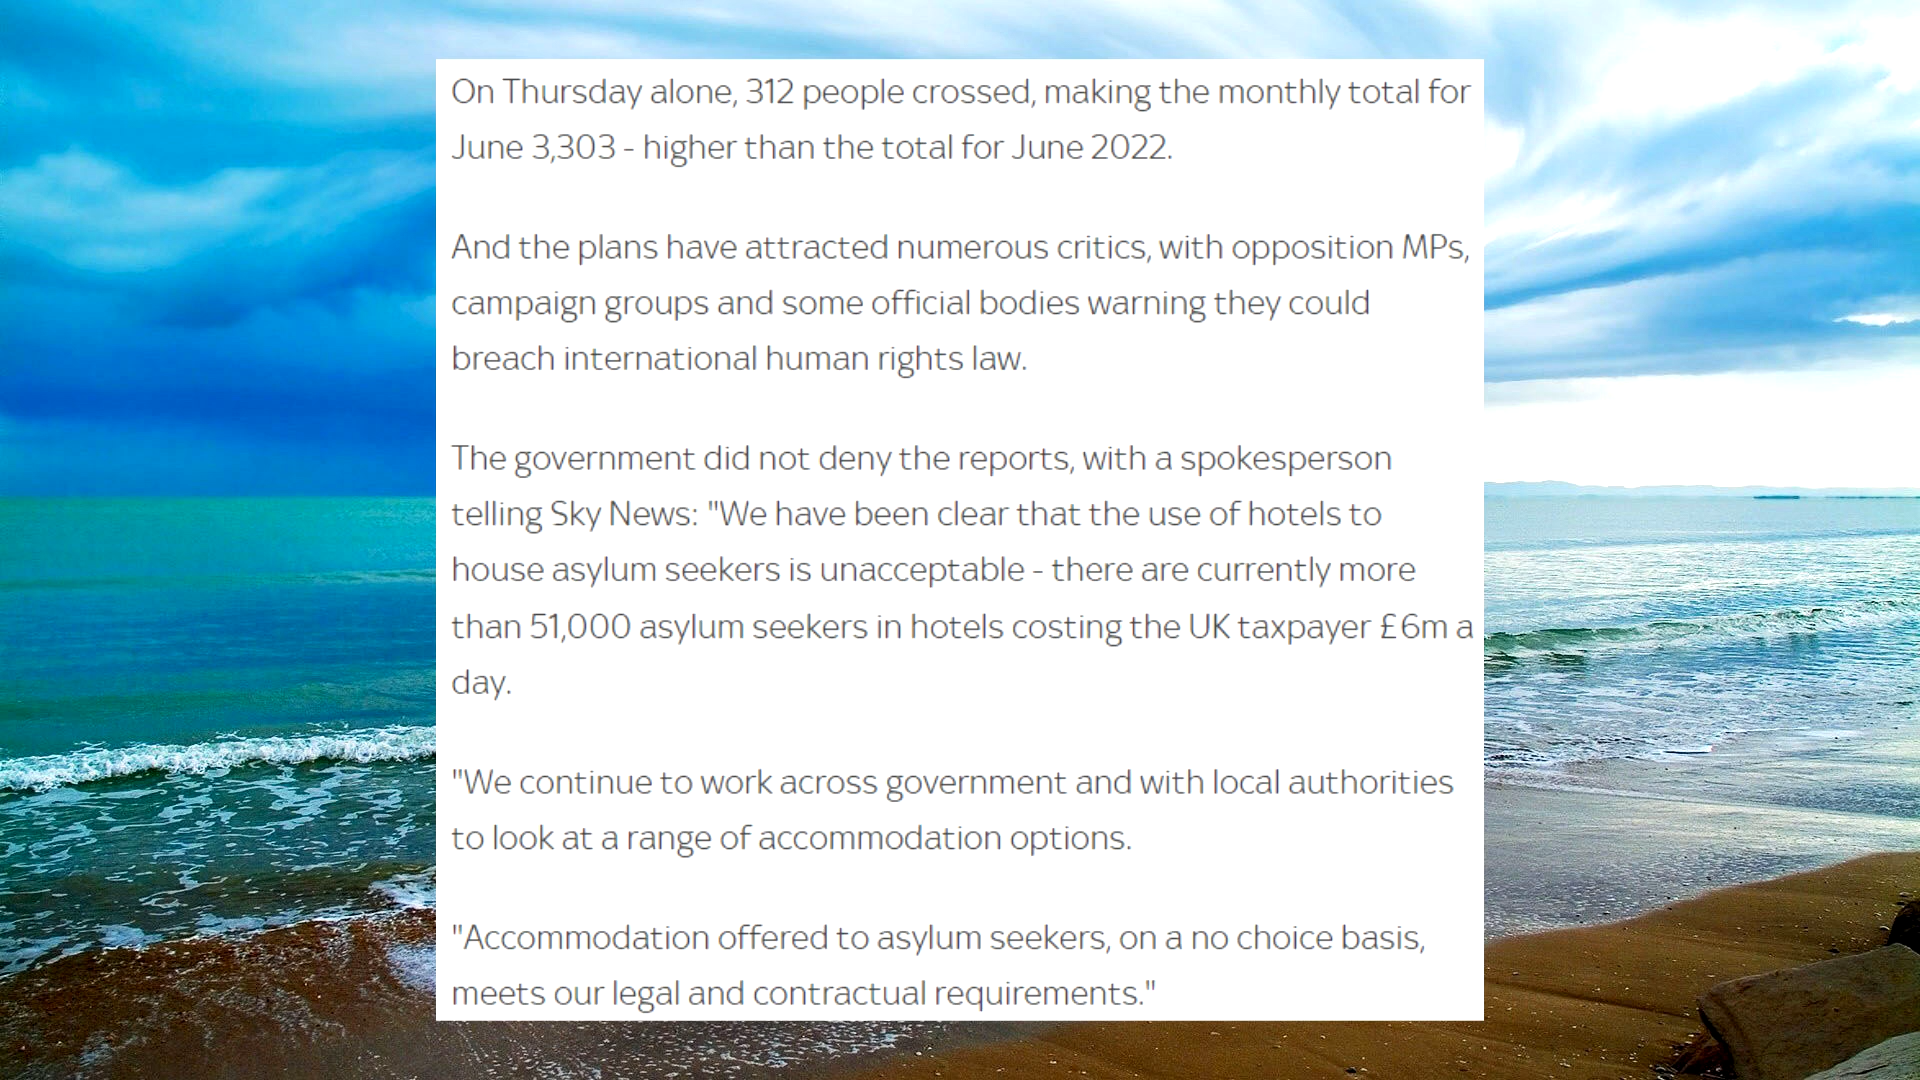 On Thursday alone, 312 people crossed, making the monthly total for
June 3,303 - higher than the total for June 2022.
And the plans have attracted numerous critics, with opposition MPs,
campaign groups and some official bodies warning they could
breach international human rights law.
The government did not deny the reports, with a spokesperson
telling Sky News: "We have been clear that the use of hotels to
house asylum seekers is unacceptable - there are currently more
than 51,000 asylum seekers in hotels costing the UK taxpayer £6m a
day.
"We continue to work across government and with local authorities
to look at a range of accommodation options.
"Accommodation offered to asylum seekers, on a no choice basis,
meets our legal and contractual requirements."